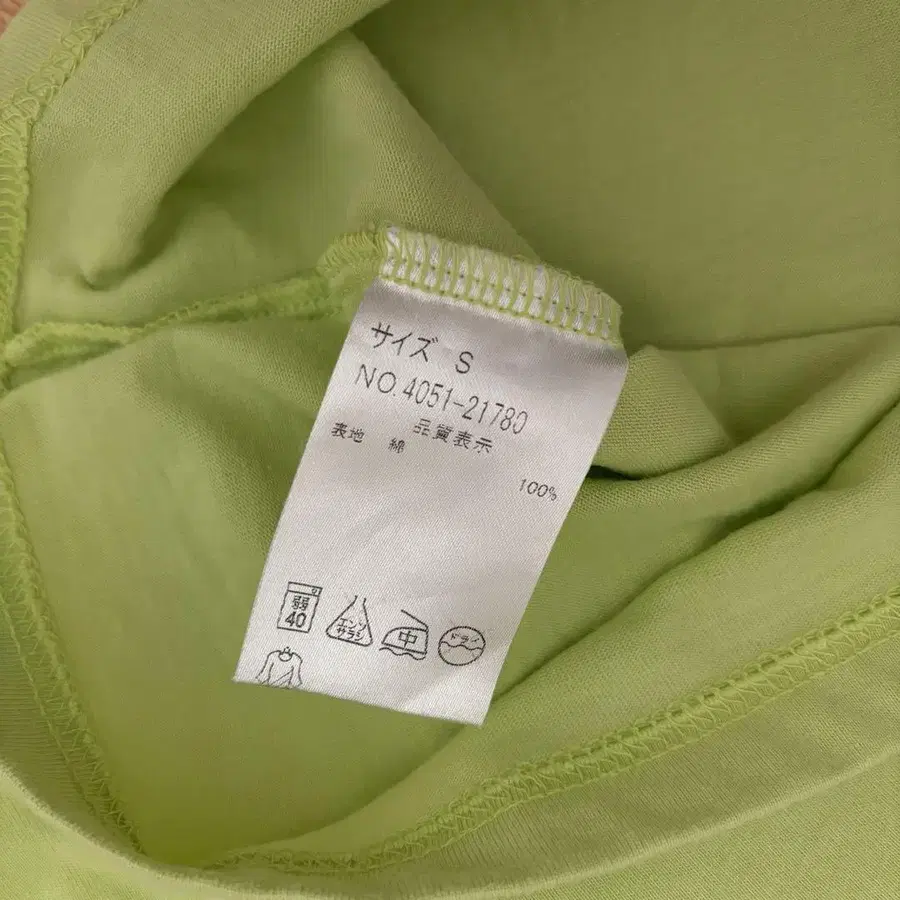 サイズ S
NO.4051-21780
品質表示
表地 綿
100%
弱
40
エンソ
サラシ
中
ドライ